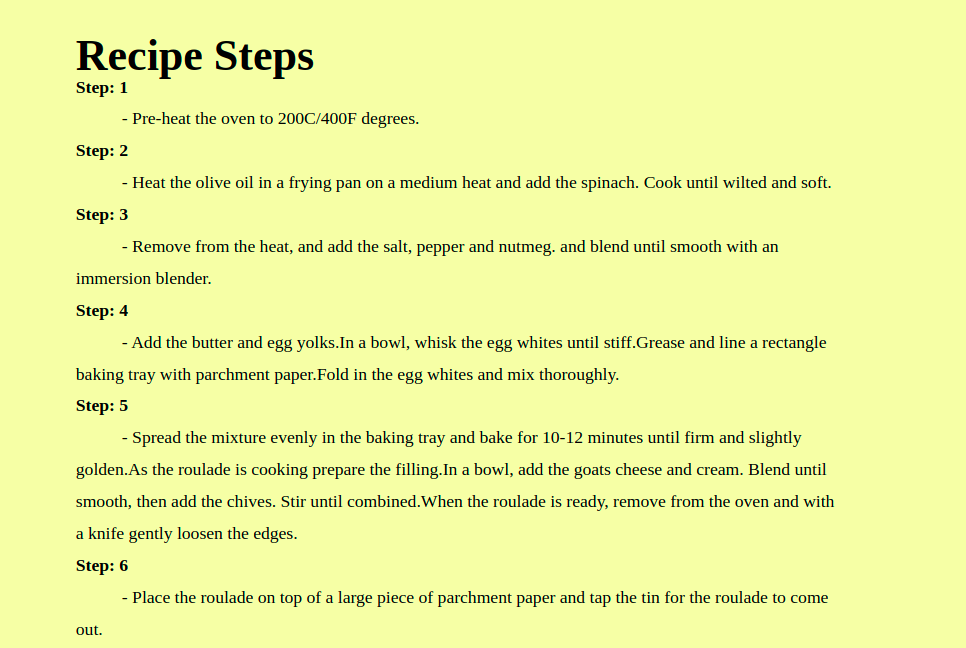 Recipe Steps
Step: 1
- Pre-heat the oven to 200C/400F degrees.
Step: 2
- Heat the olive oil in a frying pan on a medium heat and add the spinach. Cook until wilted and soft.
Step: 3
- Remove from the heat, and add the salt, pepper and nutmeg. and blend until smooth with an
immersion blender.
Step: 4
- Add the butter and egg yolks.In a bowl, whisk the egg whites until stiff.Grease and line a rectangle
baking tray with parchment paper.Fold in the egg whites and mix thoroughly.
Step: 5
- Spread the mixture evenly in the baking tray and bake for 10-12 minutes until firm and slightly
golden.As the roulade is cooking prepare the filling.In a bowl, add the goats cheese and cream. Blend until
smooth, then add the chives. Stir until combined.When the roulade is ready, remove from the oven and with
a knife gently loosen the edges.
Step: 6
- Place the roulade on top of a large piece of parchment paper and tap the tin for the roulade to come
out.